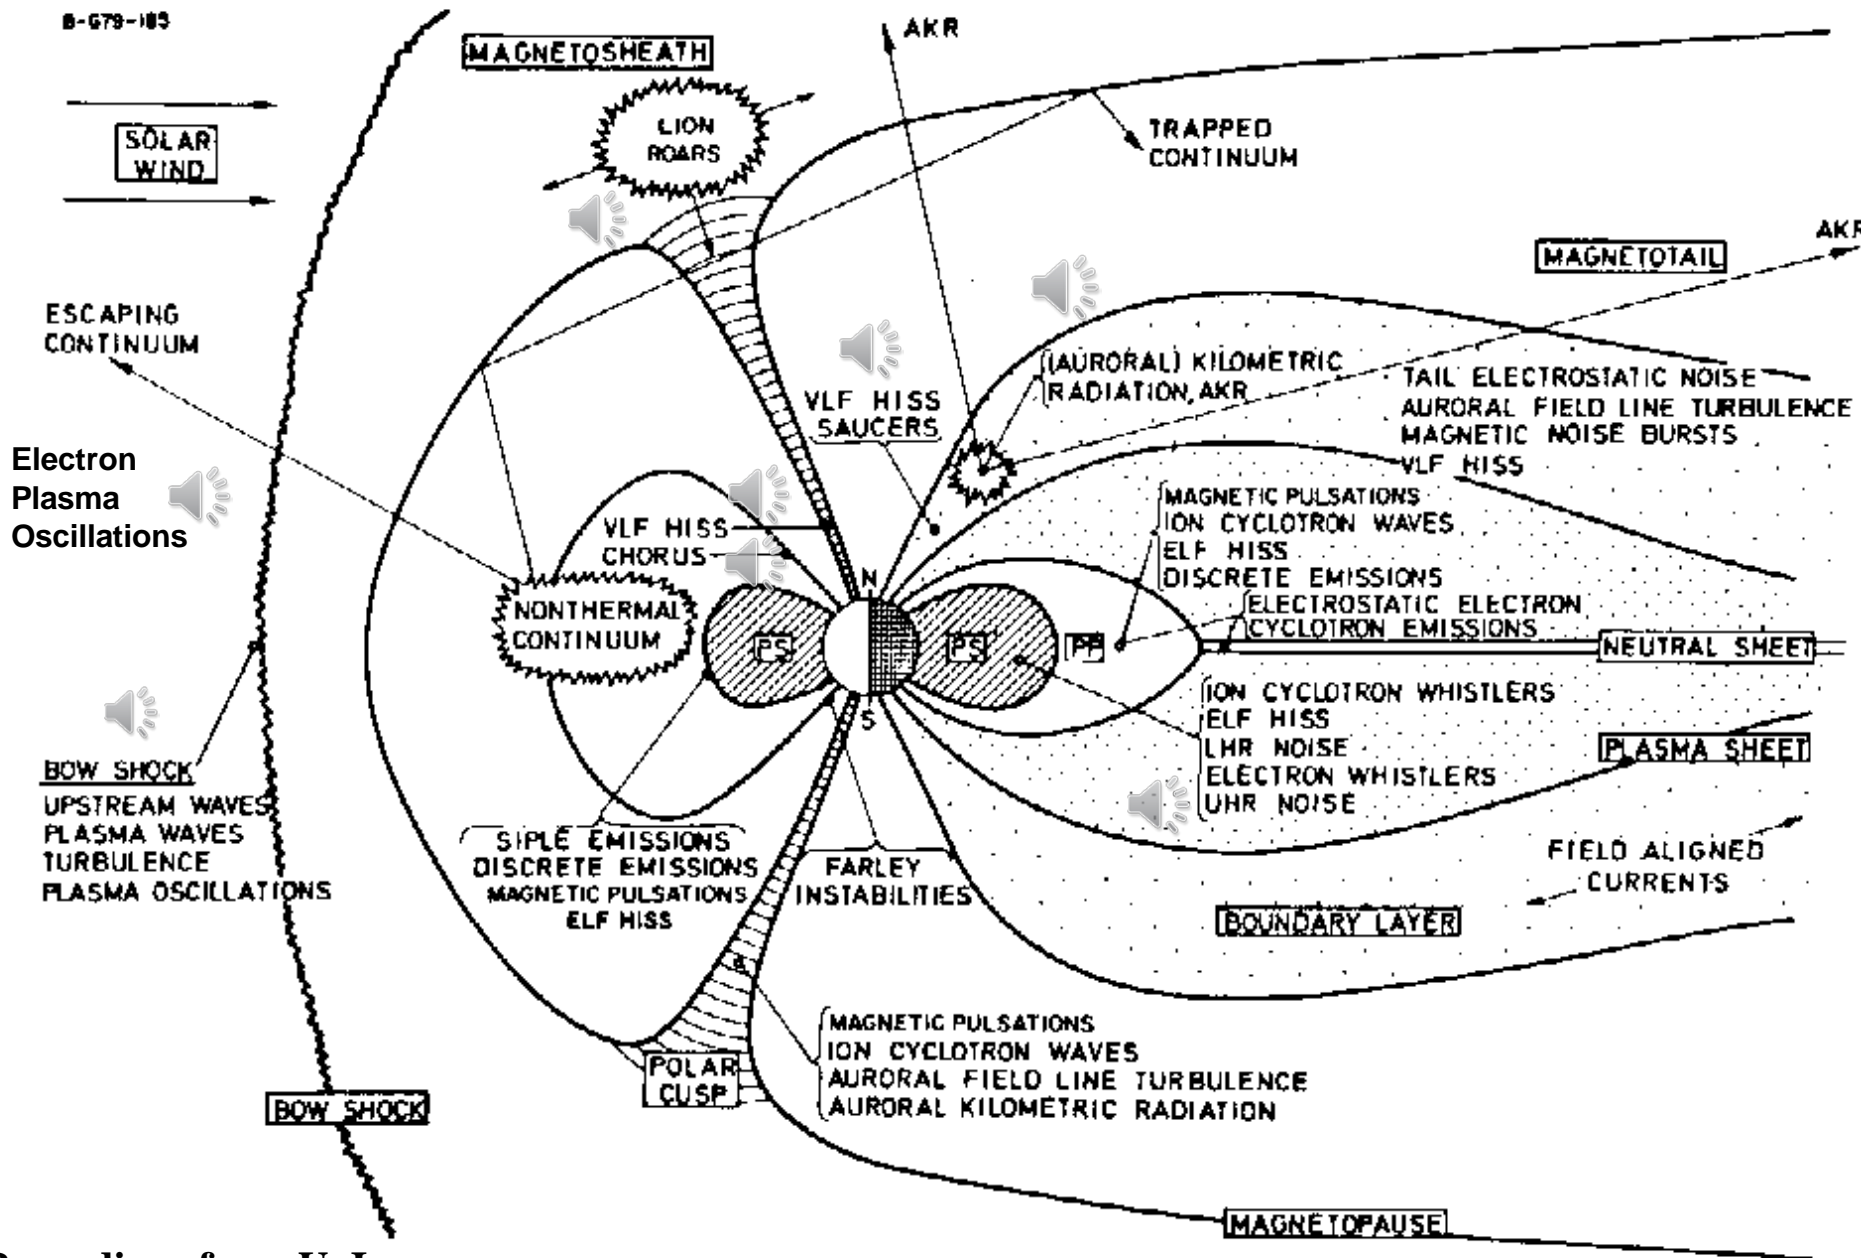 B-G79-183
MAGNETOSHEATH
AKR
SOLAR
WIND
LION
ROARS
TRAPPED
CONTINUUM
AKR
MAGNETOTAIL
ESCAPING
CONTINUUM
(AURORAL) KILOMETRIC
RADIATION, AKR
VLF HISS
SAUCERS
TAIL ELECTROSTATIC NOISE
AURORAL FIELD LINE TURBULENCE
MAGNETIC NOISE BURSTS
VLF HISS
Electron
Plasma
Oscillations
MAGNETIC PULSATIONS
ION CYCLOTRON WAVES
ELF HISS
DISCRETE EMISSIONS
VLF HISS
CHORUS
ELECTROSTATIC ELECTRON
CYCLOTRON EMISSIONS
N
NONTHERMAL
CONTINUUM
PS
PS
PP
NEUTRAL SHEET
S
ION CYCLOTRON WHISTLERS
ELF HISS
LHR NOISE
ELECTRON WHISTLERS
UHR NOISE
PLASMA SHEET
BOW SHOCK
UPSTREAM WAVES
PLASMA WAVES
TURBULENCE
PLASMA OSCILLATIONS
SIPLE EMISSIONS
DISCRETE EMISSIONS
MAGNETIC PULSATIONS
ELF HISS
FARLEY
INSTABILITIES
FIELD ALIGNED
CURRENTS
BOUNDARY LAYER
MAGNETIC PULSATIONS
ION CYCLOTRON WAVES
AURORAL FIELD LINE TURBULENCE
AURORAL KILOMETRIC RADIATION
POLAR
CUSP
BOW SHOCK
MAGNETOPAUSE